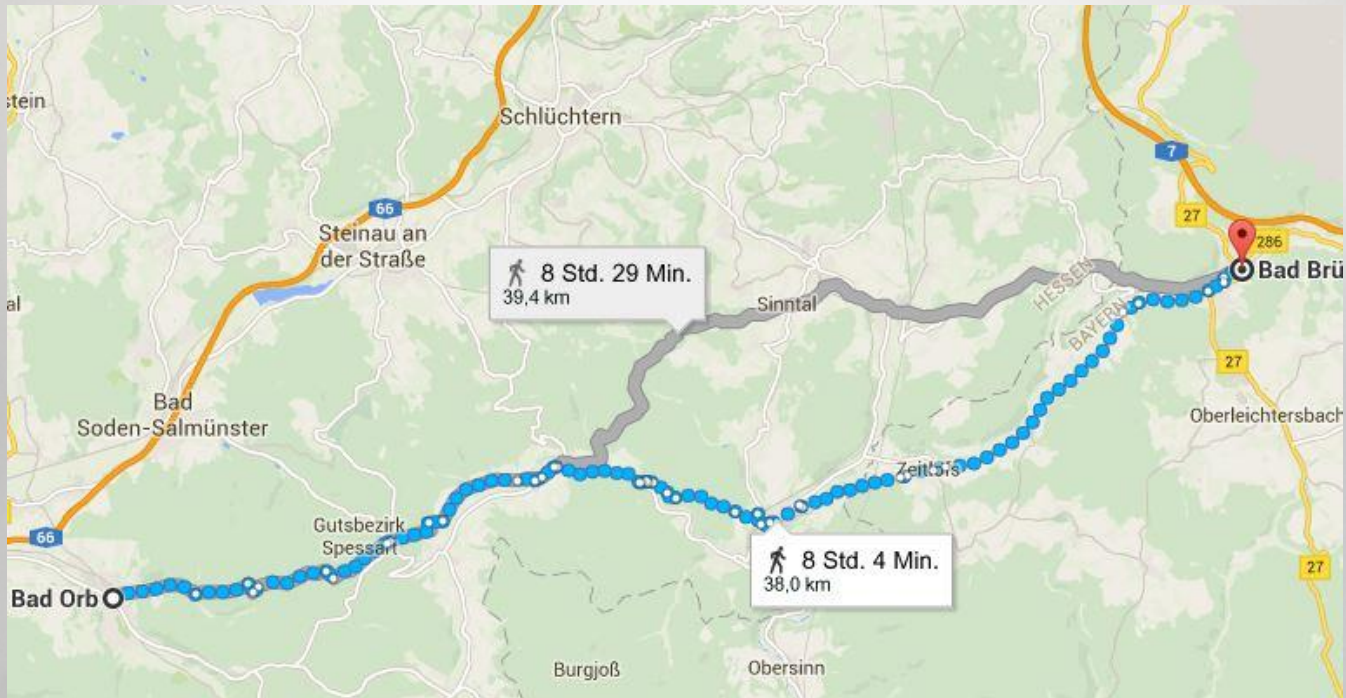 stein
Schlüchtern
7
66
Steinau an
der Straße
27
286
Bad Brü
8 Std. 29 Min.
39,4 km
Sinntal
HESSEN
BAYERN
al
27
Bad
Soden-Salmünster
Oberleichtersbach
Zeitlofs
Gutsbezirk
Spessart
66
8 Std. 4 Min.
38,0 km
27
Bad Orb
Burgjoß
Obersinn